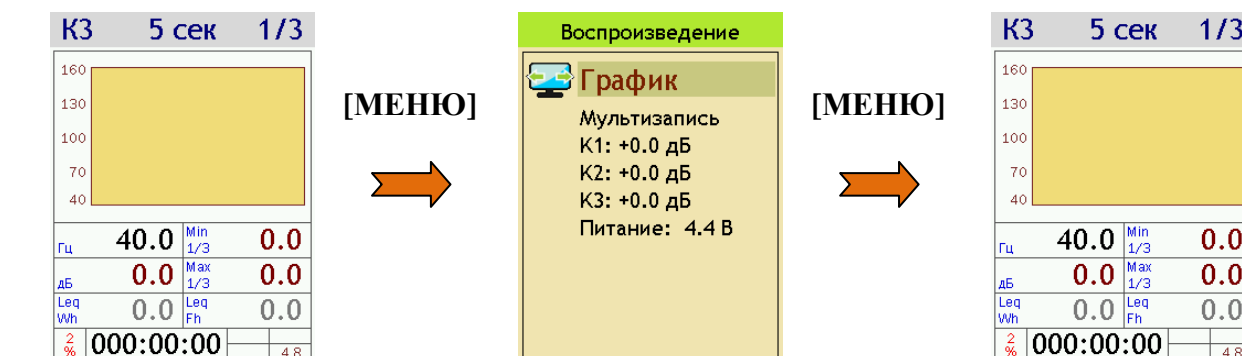 К3 5 сек 1/3
160
130
100
70
40
Гц 40.0 Min 1/3 0.0
дБ 0.0 Max 1/3 0.0
Leq Wh 0.0 Leq Fh 0.0
2 % 000:00:00 4.8
[МЕНЮ]
Воспроизведение
График
Мультизапись
К1: +0.0 дБ
К2: +0.0 дБ
К3: +0.0 дБ
Питание: 4.4 В
[МЕНЮ]
К3 5 сек 1/3
160
130
100
70
40
Гц 40.0 Min 1/3 0.0
дБ 0.0 Max 1/3 0.0
Leq Wh 0.0 Leq Fh 0.0
2 % 000:00:00 4.8